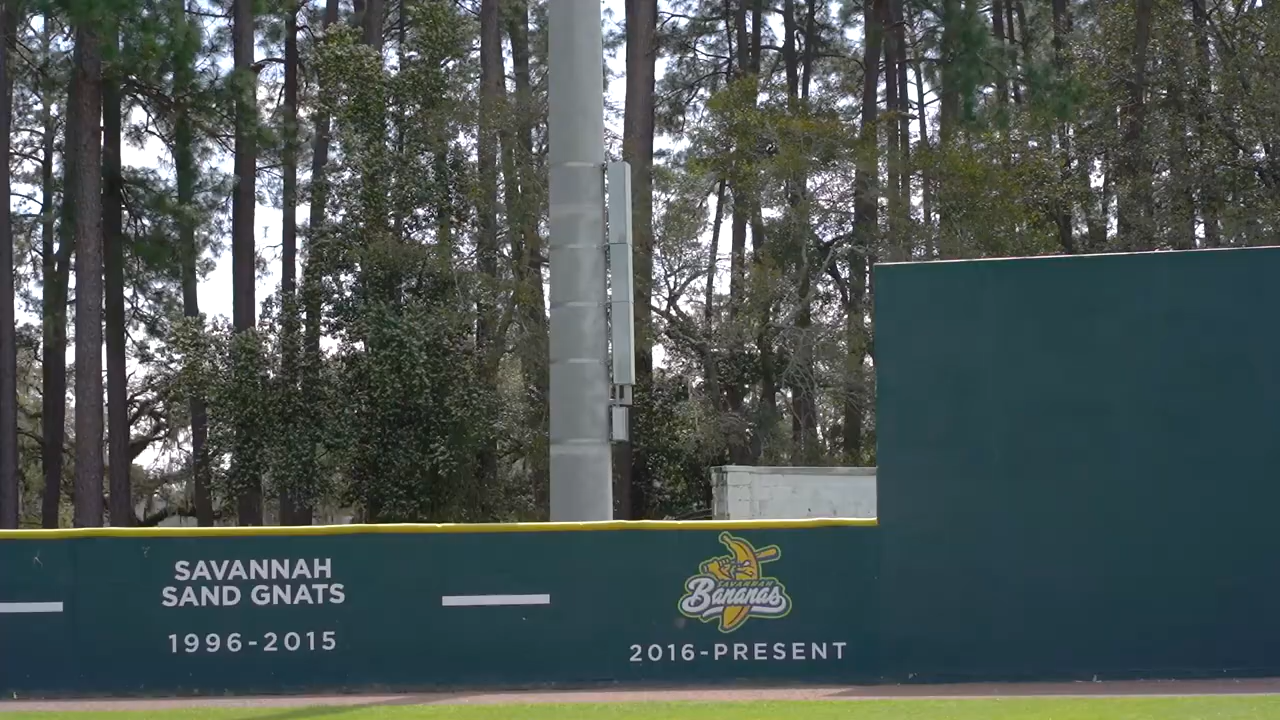 SAVANNAH
SAND GNATS
1996-2015
SAVANNAH
Bananas
2016-PRESENT